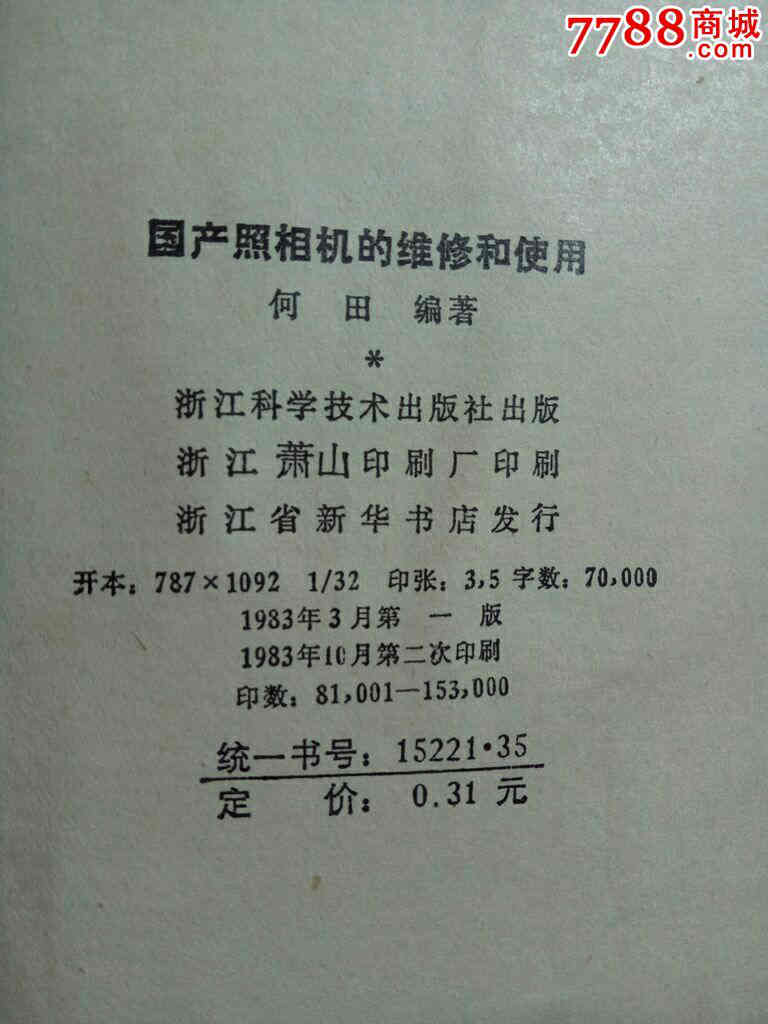 7788商城
.com
国产照相机的维修和使用
何 田 编著
*
浙江科学技术出版社出版
浙江萧山印刷厂印刷
浙江省新华书店发行
开本：787×1092 1/32 印张：3,5 字数：70,000
1983年3月第一版
1983年10月第二次印刷
印数：81,001—153,000
统一书号：15221·35
定 价：0.31 元